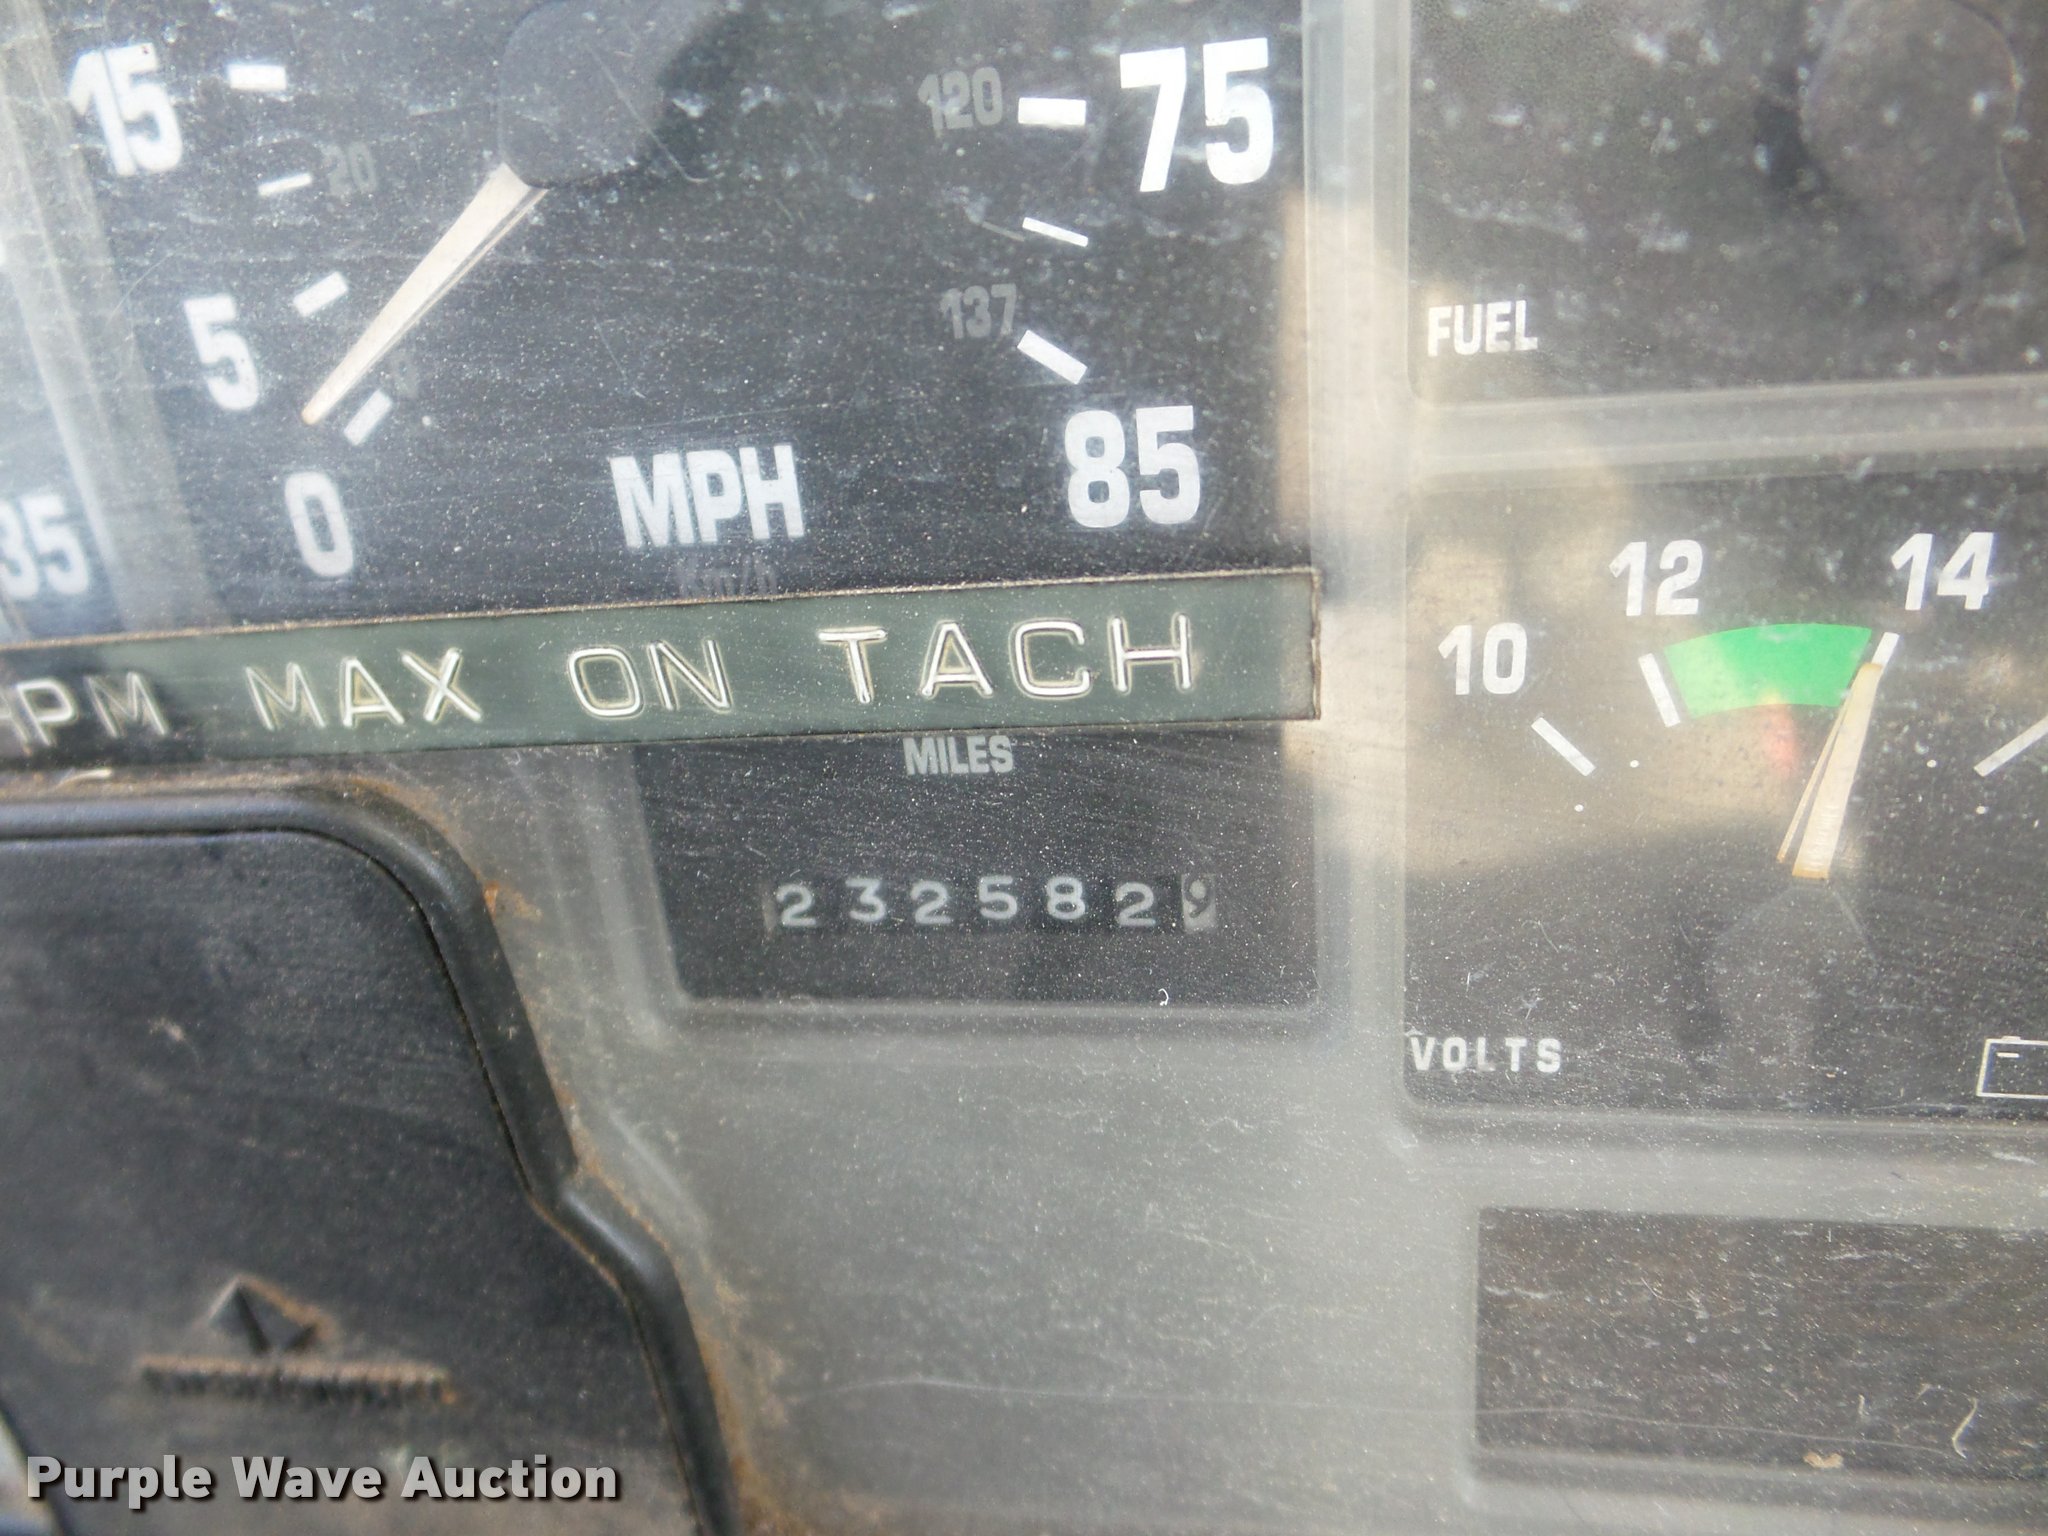 15
20
120
75
5
137
0
MPH
Km/h
85
35
FUEL
12
14
10
MAX ON TACH
MILES
2325829
VOLTS
Purple Wave Auction